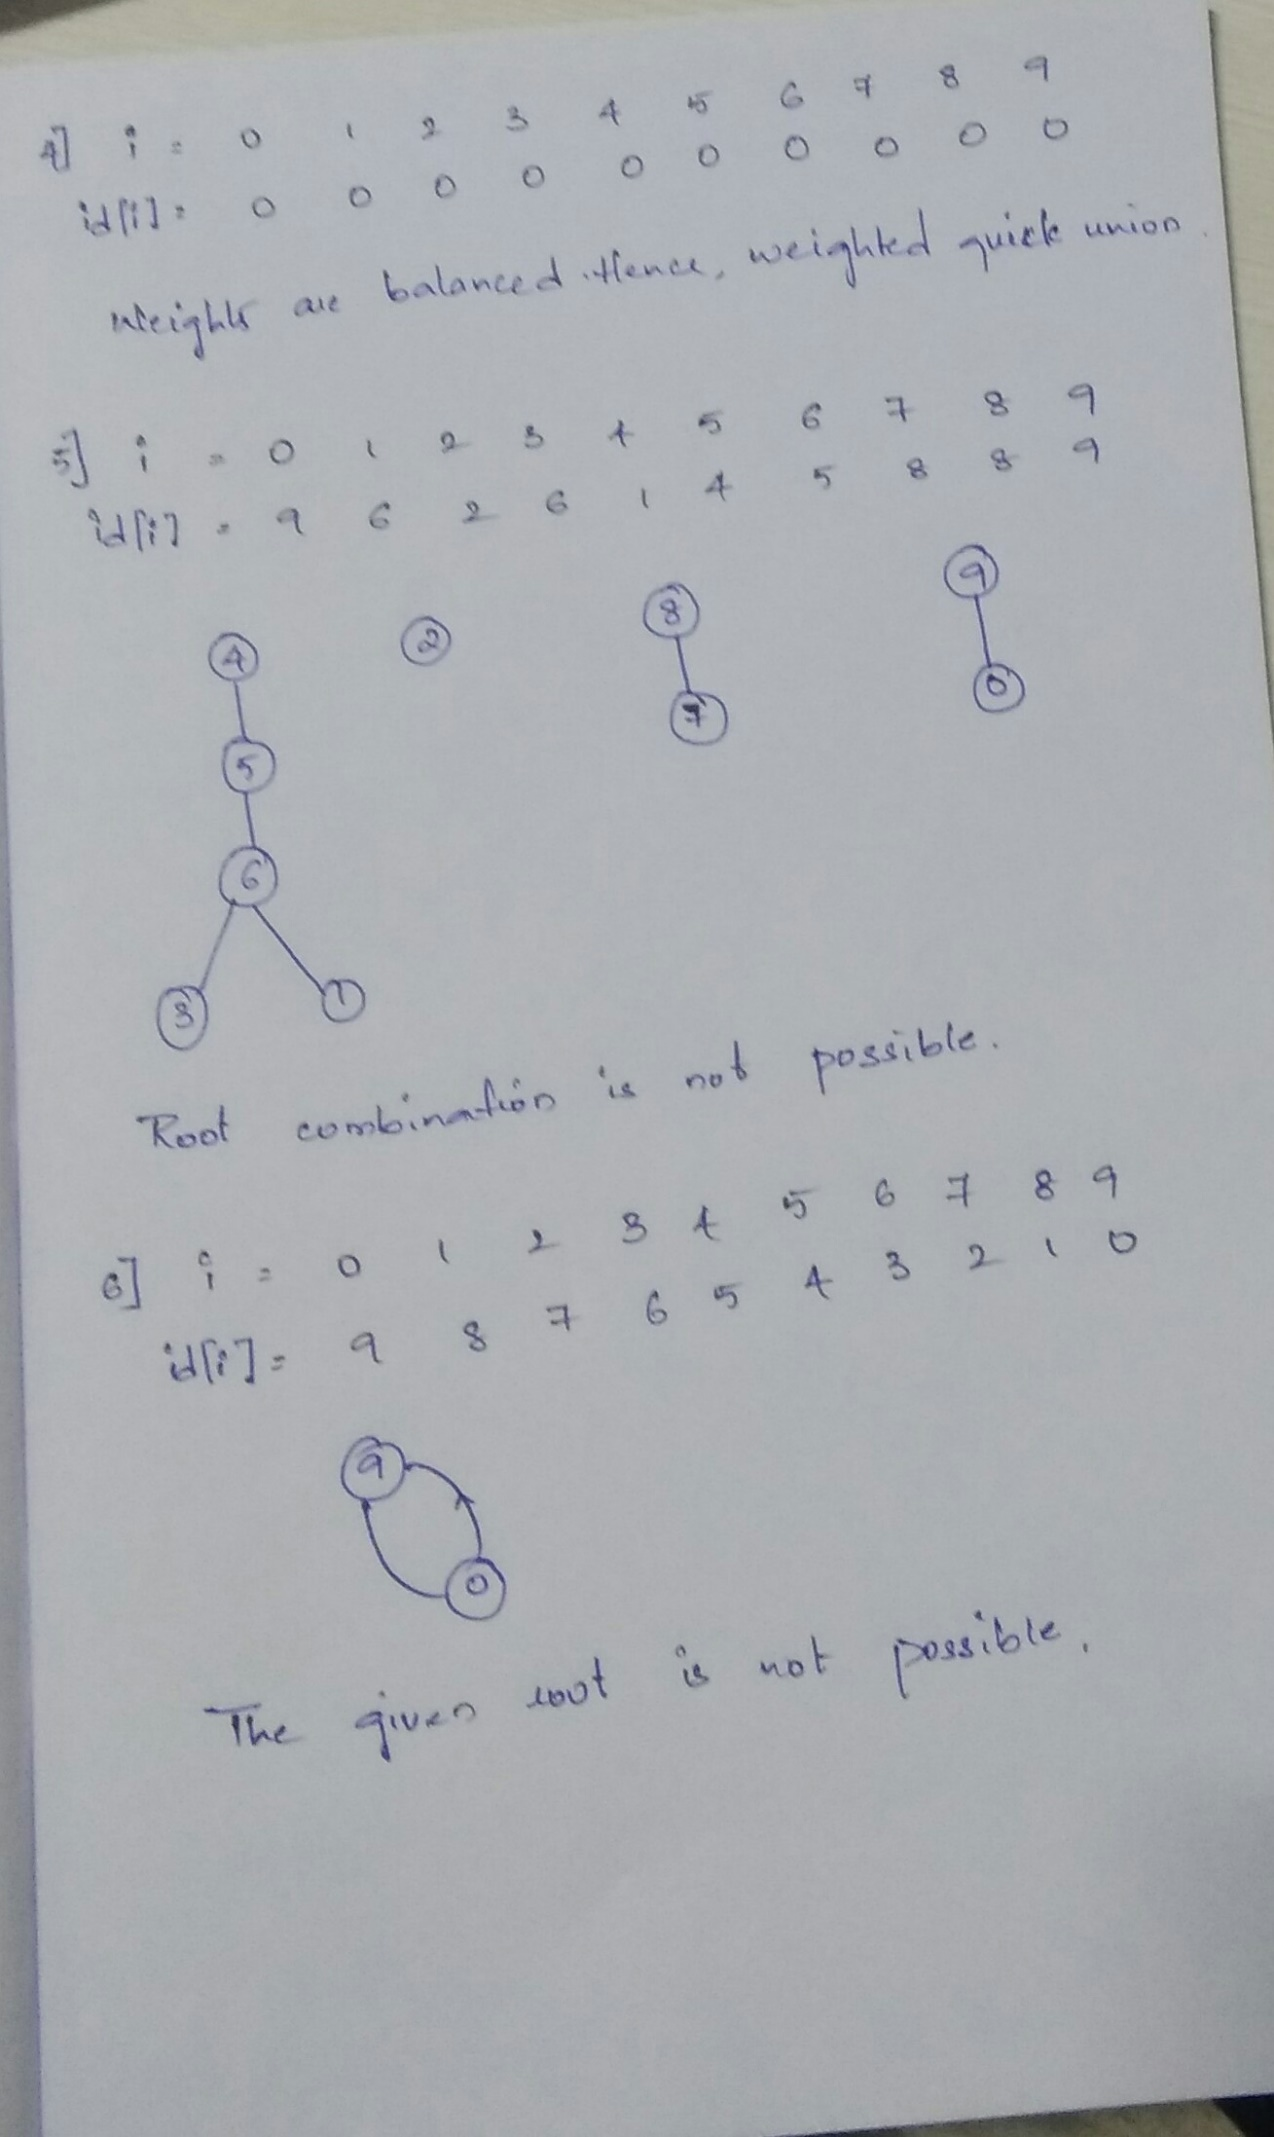 4] i = 0 1 2 3 4 5 6 7 8 9
id[i] = 0 0 0 0 0 0 0 0 0 0
Weights are balanced. Hence, weighted quick union.
5] i = 0 1 2 3 4 5 6 7 8 9
id[i] = 9 6 2 6 1 4 5 8 8 9
4 2 8 9
5 7 0
6
3 1
Root combination is not possible.
6] i = 0 1 2 3 4 5 6 7 8 9
id[i] = 9 8 7 6 5 4 3 2 1 0
9
0
The given root is not possible.